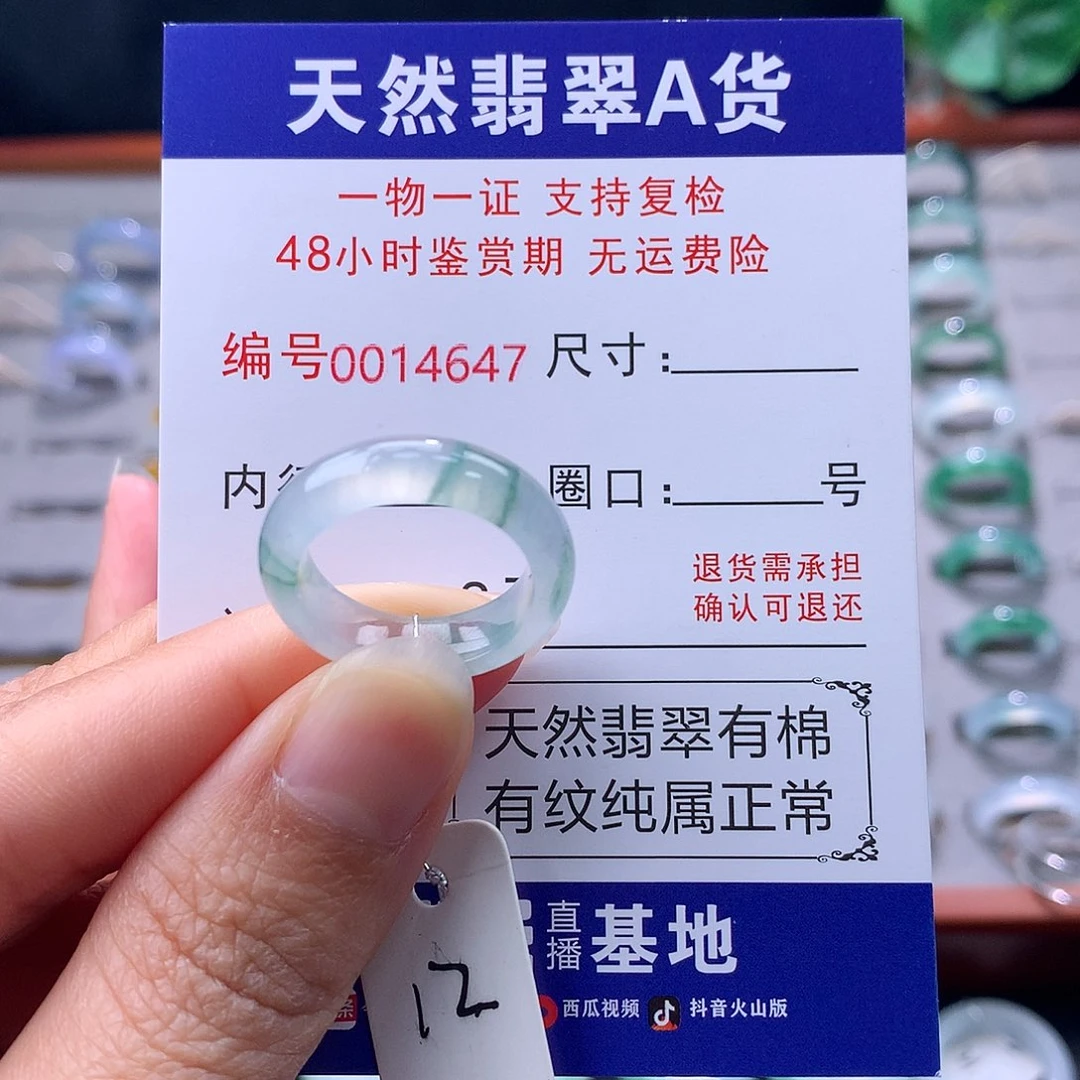 天然翡翠A货
一物一证 支持复检
48小时鉴赏期 无运费险
编号0014647 尺寸:
内 圈口: 号
退货需承担
确认可退还
天然翡翠有棉
有纹纯属正常
直播基地
西瓜视频 抖音火山版
12